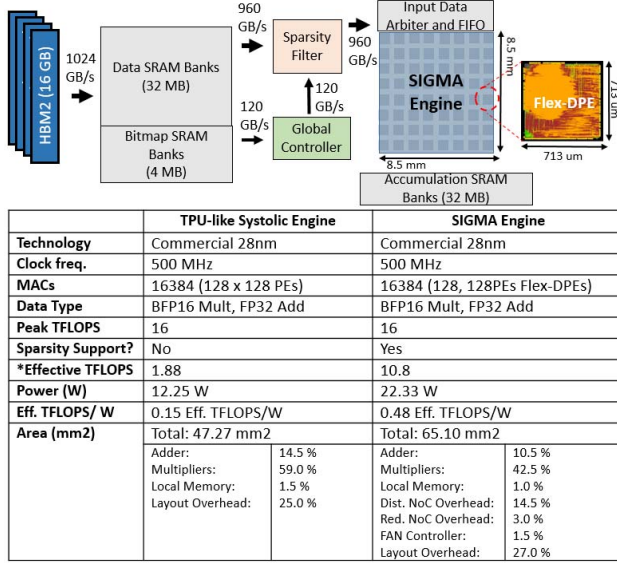 HBM2 (16 GB)
1024
GB/s
Data SRAM Banks
(32 MB)
Bitmap SRAM
Banks
(4 MB)
960
GB/s
120
GB/s
Sparsity
Filter
120
GB/s
Global
Controller
960
GB/s
Input Data
Arbiter and FIFO
SIGMA
Engine
8.5 mm
8.5 mm
Flex-DPE
713 um
713 um
Accumulation SRAM
Banks (32 MB)
TPU-like Systolic Engine SIGMA Engine
Technology Commercial 28nm Commercial 28nm
Clock freq. 500 MHz 500 MHz
MACs 16384 (128 x 128 PEs) 16384 (128, 128PEs Flex-DPEs)
Data Type BFP16 Mult, FP32 Add BFP16 Mult, FP32 Add
Peak TFLOPS 16 16
Sparsity Support? No Yes
*Effective TFLOPS 1.88 10.8
Power (W) 12.25 W 22.33 W
Eff. TFLOPS/ W 0.15 Eff. TFLOPS/W 0.48 Eff. TFLOPS/W
Area (mm2) Total: 47.27 mm2 Total: 65.10 mm2
Adder: 14.5 % Adder: 10.5 %
Multipliers: 59.0 % Multipliers: 42.5 %
Local Memory: 1.5 % Local Memory: 1.0 %
Layout Overhead: 25.0 % Dist. NoC Overhead: 14.5 %
Red. NoC Overhead: 3.0 %
FAN Controller: 1.5 %
Layout Overhead: 27.0 %